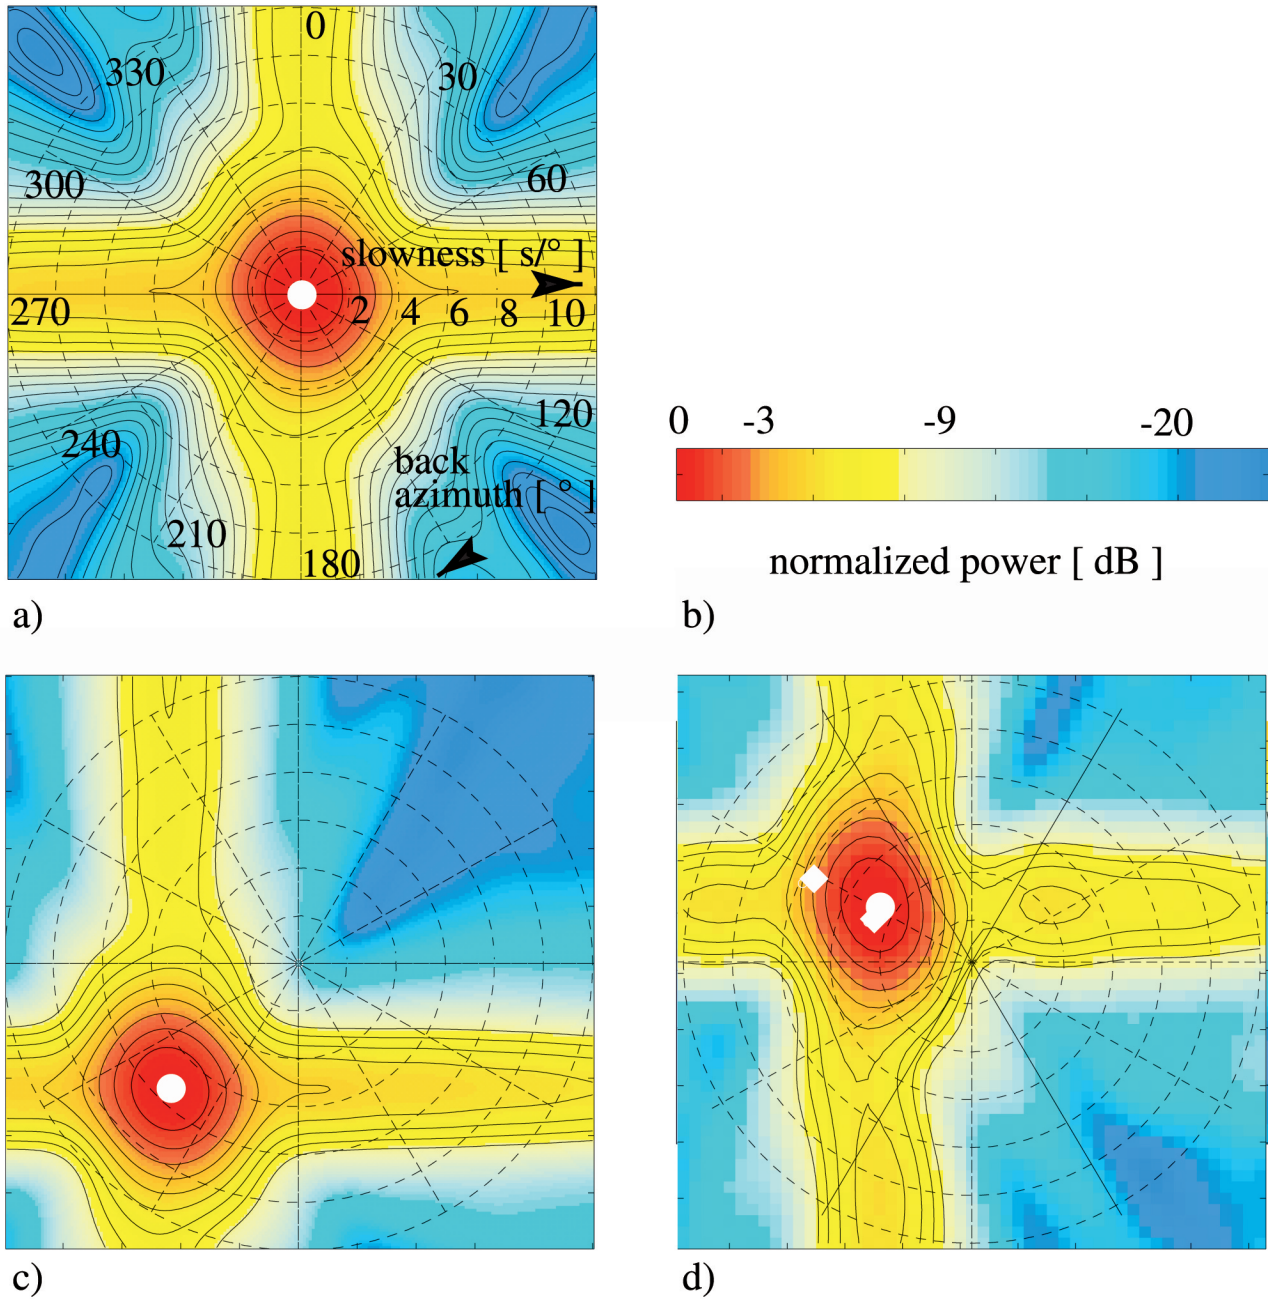 0
330
30
300
60
slowness [ s/° ]
270
2
4
6
8
10
120
240
back
azimuth [ ° ]
210
180
a)
0
-3
-9
-20
normalized power [ dB ]
b)
c)
d)